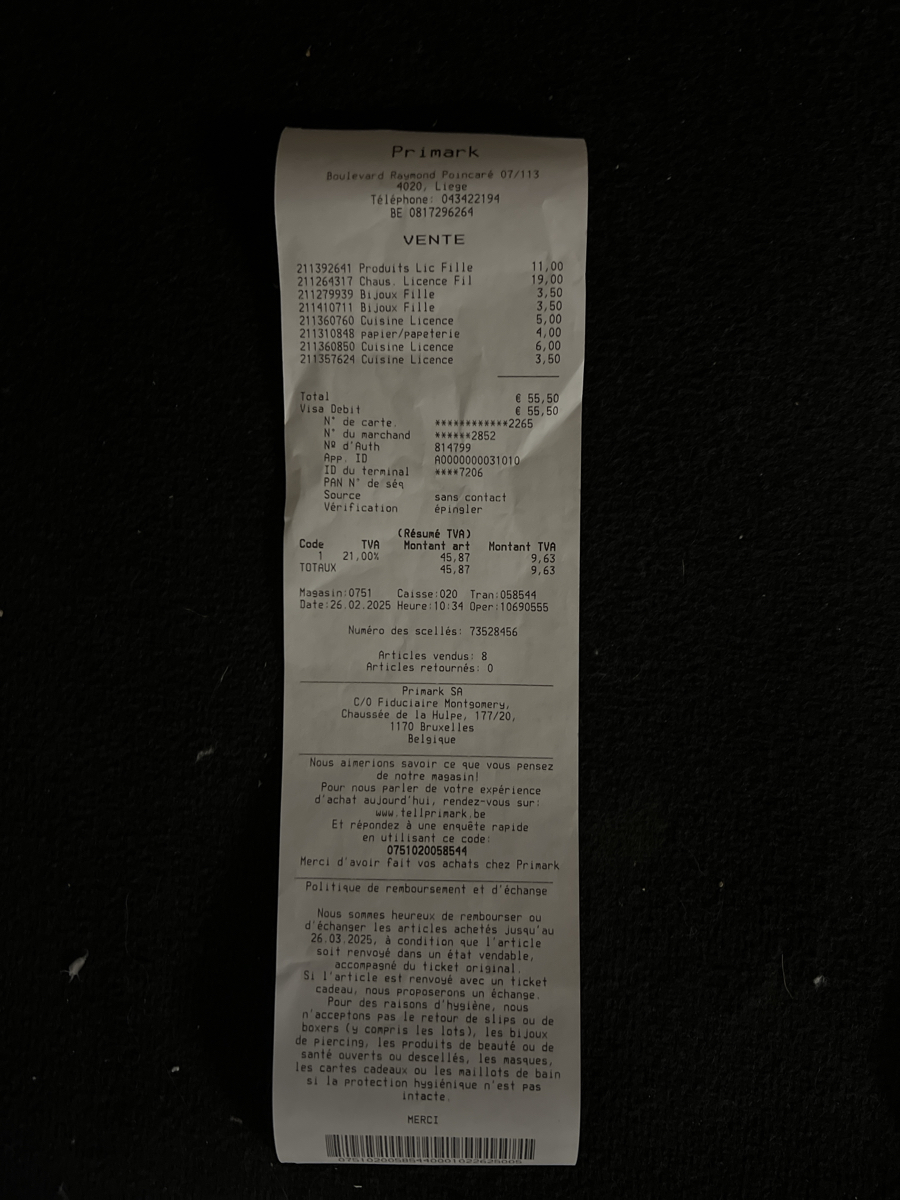 Primark
Boulevard Raymond Poincaré 07/113
4020, Liege
Téléphone: 043422194
BE 0817296264
VENTE
211392641 Produits Lic Fille 11,00
211264317 Chaus. Licence Fil 19,00
211279939 Bijoux Fille 3,50
211410711 Bijoux Fille 3,50
211360760 Cuisine Licence 5,00
211310848 papier/papeterie 4,00
211360850 Cuisine Licence 6,00
211357624 Cuisine Licence 3,50
Total € 55,50
Visa Debit € 55,50
N° de carte. ************2265
N° du marchand ******2852
Nº d'Auth 814799
App. ID A0000000031010
ID du terminal ****7206
PAN N° de séq
Source sans contact
Vérification épingler
(Résumé TVA)
Code TVA Montant art Montant TVA
1 21,00% 45,87 9,63
TOTAUX 45,87 9,63
Magasin:0751 Caisse:020 Tran:058544
Date:26.02.2025 Heure:10:34 Oper:10690555
Numéro des scellés: 73528456
Articles vendus: 8
Articles retournés: 0
Primark SA
C/O Fiduciaire Montgomery,
Chaussée de la Hulpe, 177/20,
1170 Bruxelles
Belgique
Nous aimerions savoir ce que vous pensez
de notre magasin!
Pour nous parler de votre expérience
d'achat aujourd'hui, rendez-vous sur:
www.tellprimark.be
Et répondez à une enquête rapide
en utilisant ce code:
0751020058544
Merci d'avoir fait vos achats chez Primark
Politique de remboursement et d'échange
Nous sommes heureux de rembourser ou
d'échanger les articles achetés jusqu'au
26.03.2025, à condition que l'article
soit renvoyé dans un état vendable,
accompagné du ticket original.
Si l'article est renvoyé avec un ticket
cadeau, nous proposerons un échange.
Pour des raisons d'hygiène, nous
n'acceptons pas le retour de slips ou de
boxers (y compris les lots), les bijoux
de piercing, les produits de beauté ou de
santé ouverts ou descellés, les masques,
les cartes cadeaux ou les maillots de bain
si la protection hygiénique n'est pas
intacte.
MERCI